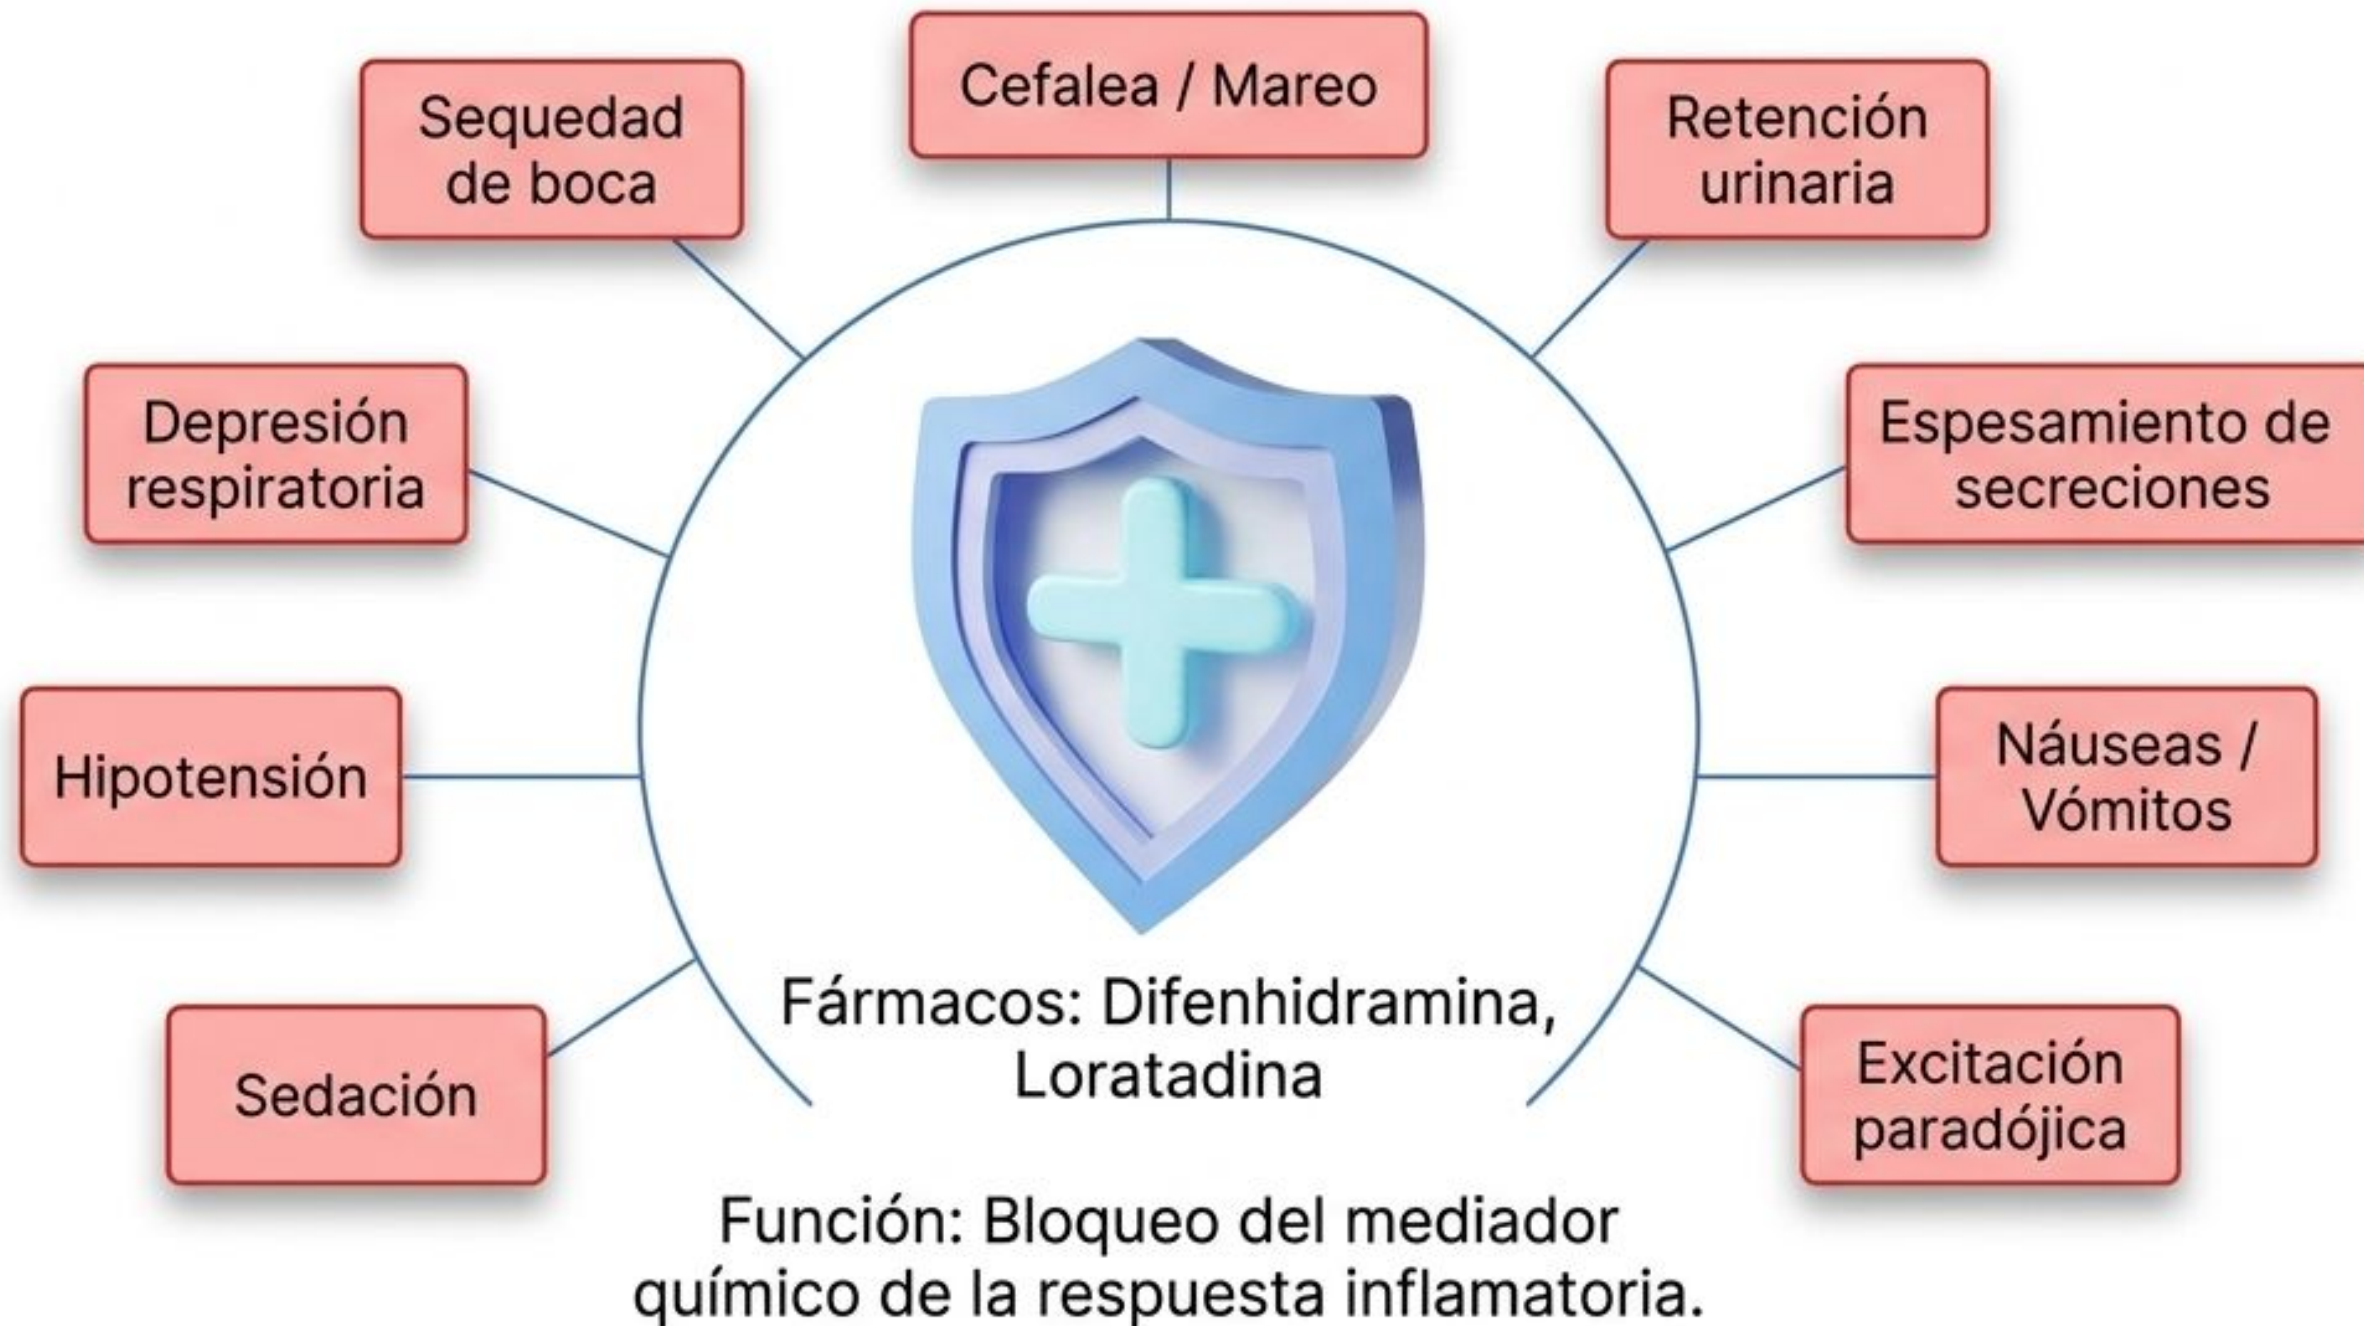 Cefalea / Mareo
Sequedad
de boca
Retención
urinaria
Depresión
respiratoria
Espesamiento de
secreciones
Hipotensión
Náuseas /
Vómitos
Sedación
Excitación
paradójica
Fármacos: Difenhidramina,
Loratadina
Función: Bloqueo del mediador
químico de la respuesta inflamatoria.